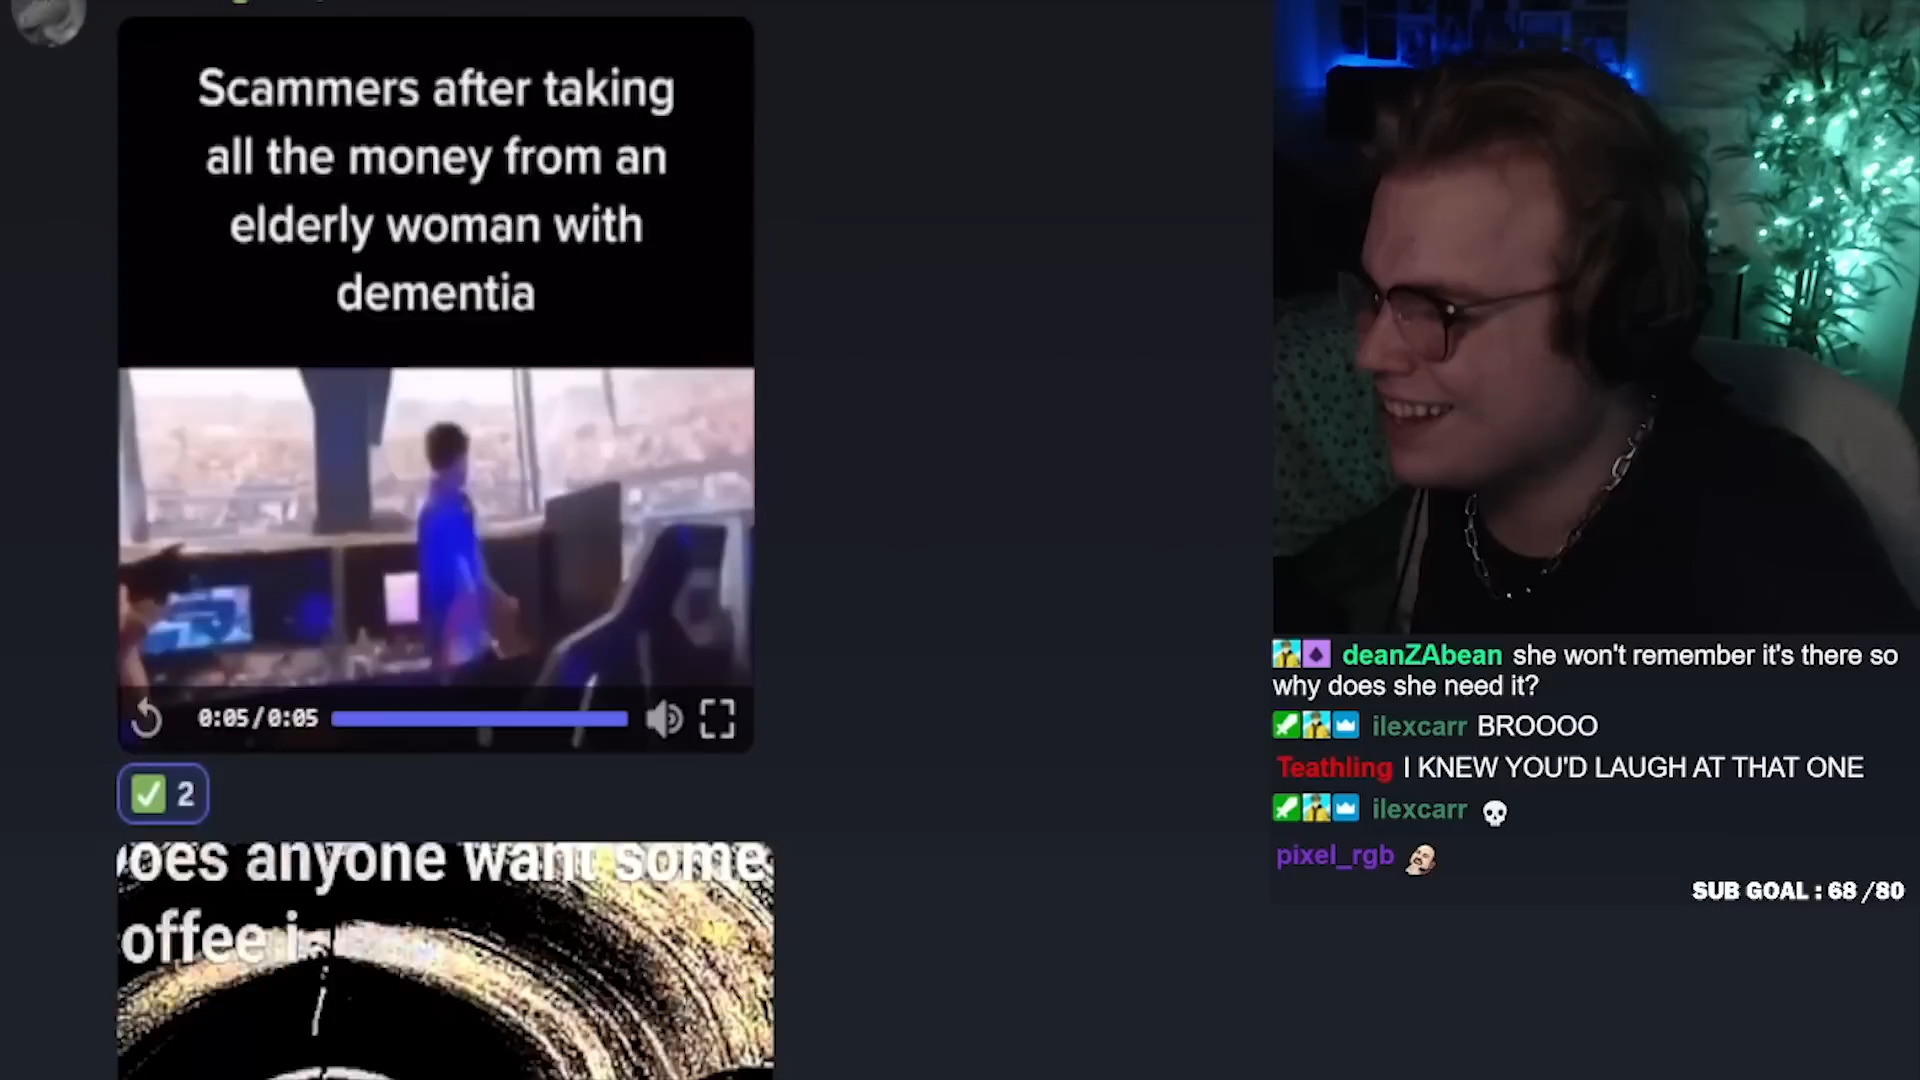 Scammers after taking
all the money from an
elderly woman with
dementia
0:05/0:05
2
oes anyone want some
offee i
deanZAbean she won't remember it's there so
why does she need it?
ilexcarr BROOOO
Teathling I KNEW YOU'D LAUGH AT THAT ONE
ilexcarr 💀
pixel_rgb
SUB GOAL : 68 /80